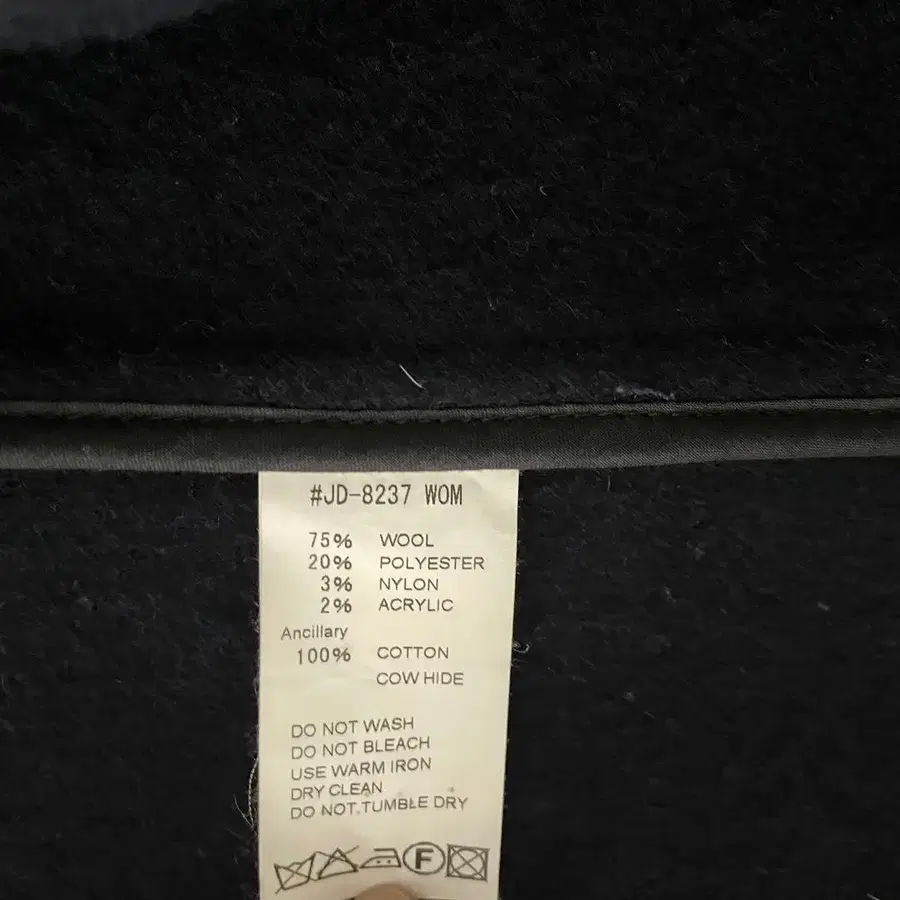 #JD-8237 WOM
75% WOOL
20% POLYESTER
3% NYLON
2% ACRYLIC
Ancillary
100% COTTON
COW HIDE
DO NOT WASH
DO NOT BLEACH
USE WARM IRON
DRY CLEAN
DO NOT TUMBLE DRY
F